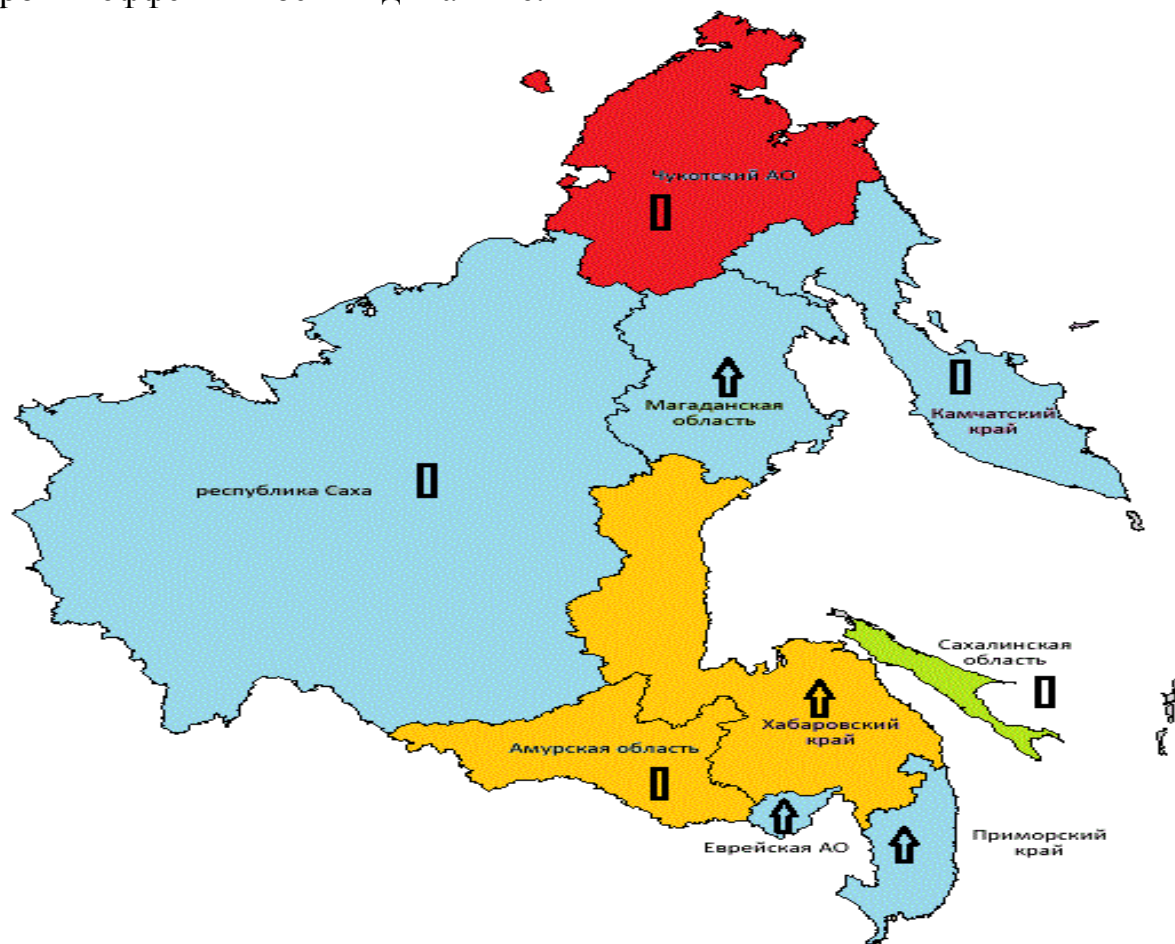 Чукотский АО
Магаданская
область
Камчатский
край
республика Саха
Сахалинская
область
Хабаровский
край
Амурская область
Еврейская АО
Приморский
край